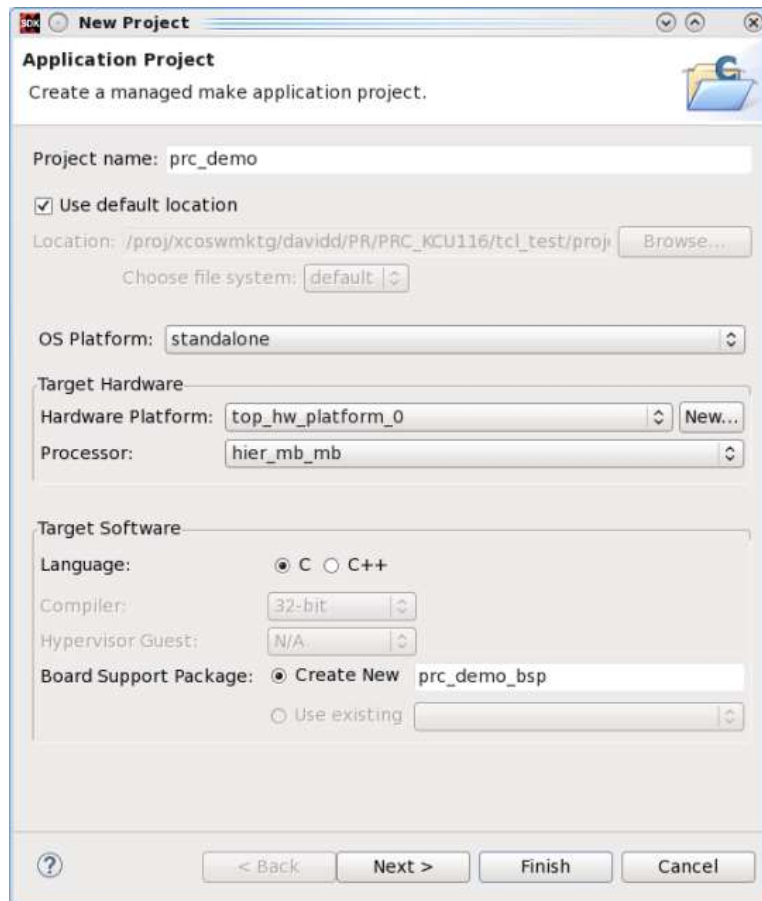 SDK New Project
Application Project
Create a managed make application project.
C
Project name: prc_demo
Use default location
Location: /proj/xcoswmktg/davidd/PR/PRC_KCU116/tcl_test/proj Browse...
Choose file system: default
OS Platform: standalone
Target Hardware
Hardware Platform: top_hw_platform_0 New...
Processor: hier_mb_mb
Target Software
Language: C C++
Compiler: 32-bit
Hypervisor Guest: N/A
Board Support Package: Create New prc_demo_bsp
Use existing
? < Back Next > Finish Cancel